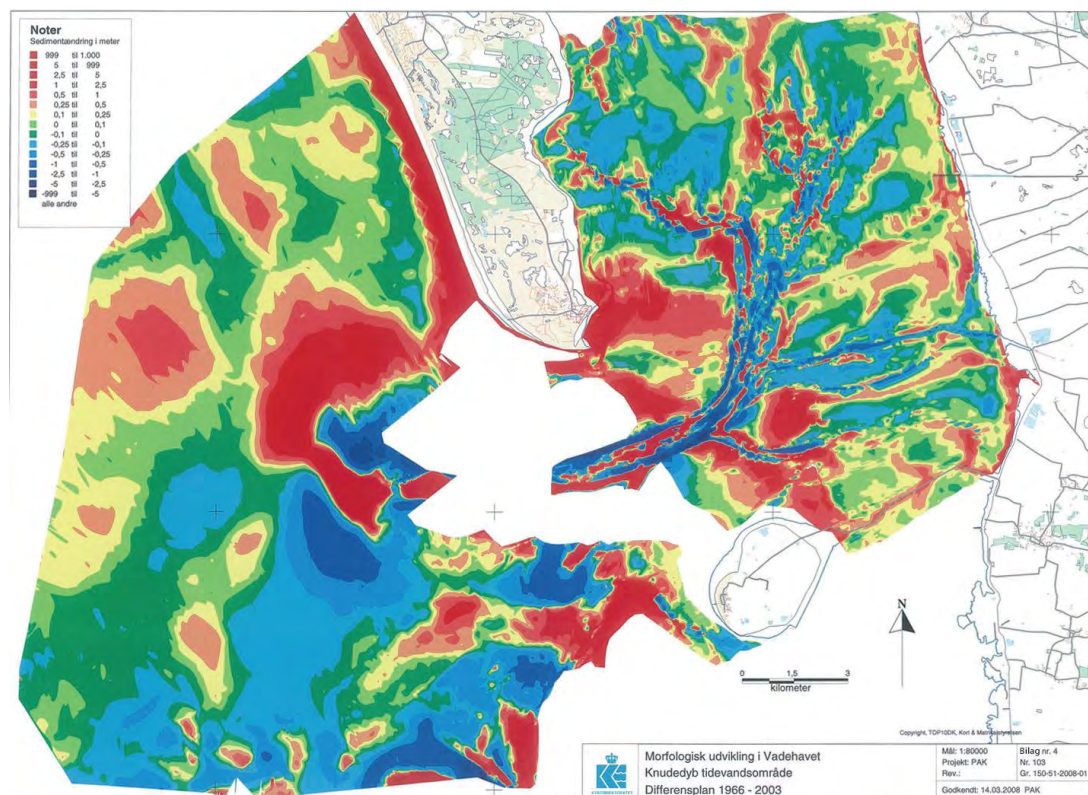 Noter
Sedimentændring i meter
999 til 1.000
5 til 999
2,5 til 5
1 til 2,5
0,5 til 1
0,25 til 0,5
0,1 til 0,25
0 til 0,1
-0,1 til 0
-0,25 til -0,1
-0,5 til -0,25
-1 til -0,5
-2,5 til -1
-5 til -2,5
-999 til -5
alle andre
N
0 1,5 3
kilometer
Copyright, TOP10DK, Kort &
KYSTDIREKTORATET
Morfologisk udvikling i Vadehavet
Knudedyb tidevandsområde
Differensplan 1966 - 2003
Mål: 1:80000
Projekt: PAK
Rev.:
Godkendt: 14.03.2008 PAK
Bilag nr. 4
Nr. 103
Gr. 150-51-2008-01